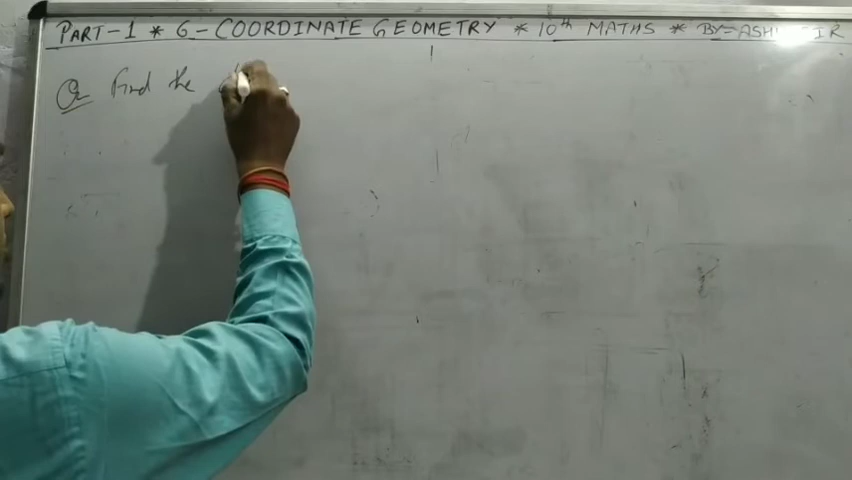 PART-1 * 6-COORDINATE GEOMETRY * 10th MATHS * BY=
Q Find the